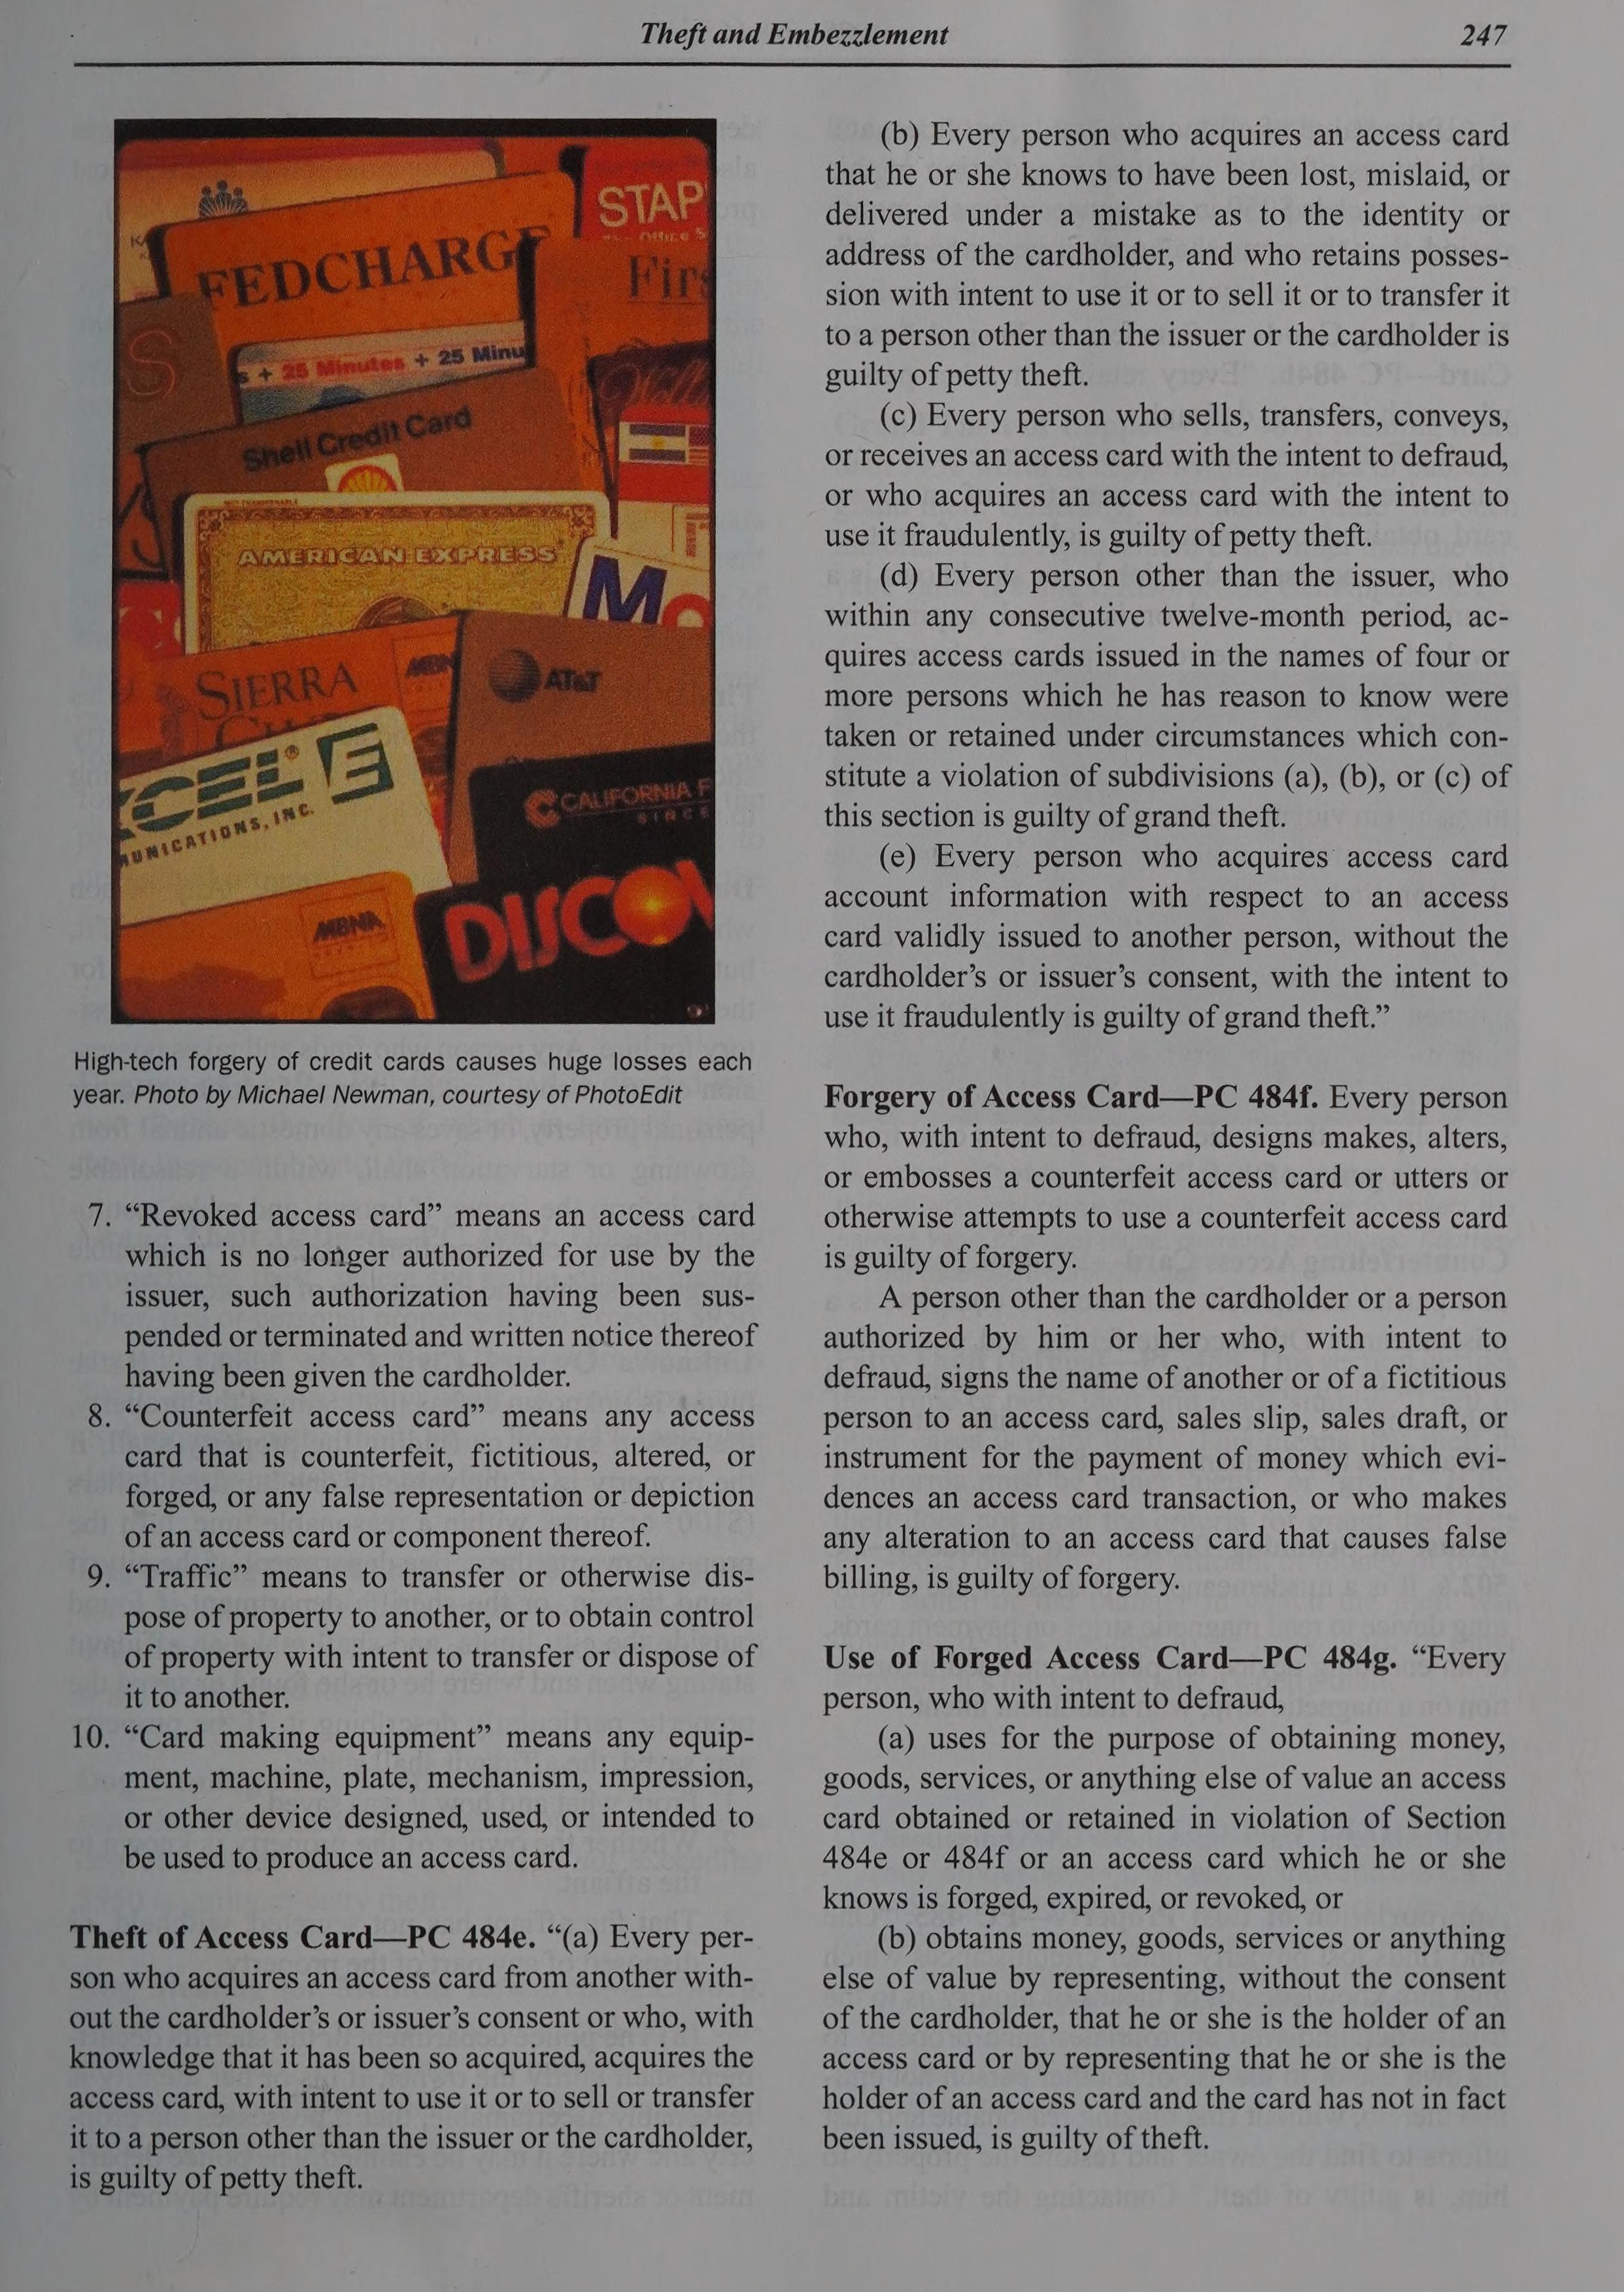 Theft and Embezzlement
247
STAP
FEDCHARGE
Firs
S
s + 25 Minutes + 25 Minu
Shell Credit Card
AMERICAN EXPRESS
SIERRA
MBN
AT&T
XCEL® E
MUNICATIONS, INC.
CALIFORNIA F
SINCE
MBNA
DISCOV
High-tech forgery of credit cards causes huge losses each
year. Photo by Michael Newman, courtesy of PhotoEdit
7. “Revoked access card” means an access card
which is no longer authorized for use by the
issuer, such authorization having been sus-
pended or terminated and written notice thereof
having been given the cardholder.
8. “Counterfeit access card” means any access
card that is counterfeit, fictitious, altered, or
forged, or any false representation or depiction
of an access card or component thereof.
9. “Traffic” means to transfer or otherwise dis-
pose of property to another, or to obtain control
of property with intent to transfer or dispose of
it to another.
10. “Card making equipment” means any equip-
ment, machine, plate, mechanism, impression,
or other device designed, used, or intended to
be used to produce an access card.
Theft of Access Card—PC 484e. “(a) Every per-
son who acquires an access card from another with-
out the cardholder’s or issuer’s consent or who, with
knowledge that it has been so acquired, acquires the
access card, with intent to use it or to sell or transfer
it to a person other than the issuer or the cardholder,
is guilty of petty theft.
(b) Every person who acquires an access card
that he or she knows to have been lost, mislaid, or
delivered under a mistake as to the identity or
address of the cardholder, and who retains posses-
sion with intent to use it or to sell it or to transfer it
to a person other than the issuer or the cardholder is
guilty of petty theft.
(c) Every person who sells, transfers, conveys,
or receives an access card with the intent to defraud,
or who acquires an access card with the intent to
use it fraudulently, is guilty of petty theft.
(d) Every person other than the issuer, who
within any consecutive twelve-month period, ac-
quires access cards issued in the names of four or
more persons which he has reason to know were
taken or retained under circumstances which con-
stitute a violation of subdivisions (a), (b), or (c) of
this section is guilty of grand theft.
(e) Every person who acquires access card
account information with respect to an access
card validly issued to another person, without the
cardholder’s or issuer’s consent, with the intent to
use it fraudulently is guilty of grand theft.”
Forgery of Access Card—PC 484f. Every person
who, with intent to defraud, designs makes, alters,
or embosses a counterfeit access card or utters or
otherwise attempts to use a counterfeit access card
is guilty of forgery.
A person other than the cardholder or a person
authorized by him or her who, with intent to
defraud, signs the name of another or of a fictitious
person to an access card, sales slip, sales draft, or
instrument for the payment of money which evi-
dences an access card transaction, or who makes
any alteration to an access card that causes false
billing, is guilty of forgery.
Use of Forged Access Card—PC 484g. “Every
person, who with intent to defraud,
(a) uses for the purpose of obtaining money,
goods, services, or anything else of value an access
card obtained or retained in violation of Section
484e or 484f or an access card which he or she
knows is forged, expired, or revoked, or
(b) obtains money, goods, services or anything
else of value by representing, without the consent
of the cardholder, that he or she is the holder of an
access card or by representing that he or she is the
holder of an access card and the card has not in fact
been issued, is guilty of theft.